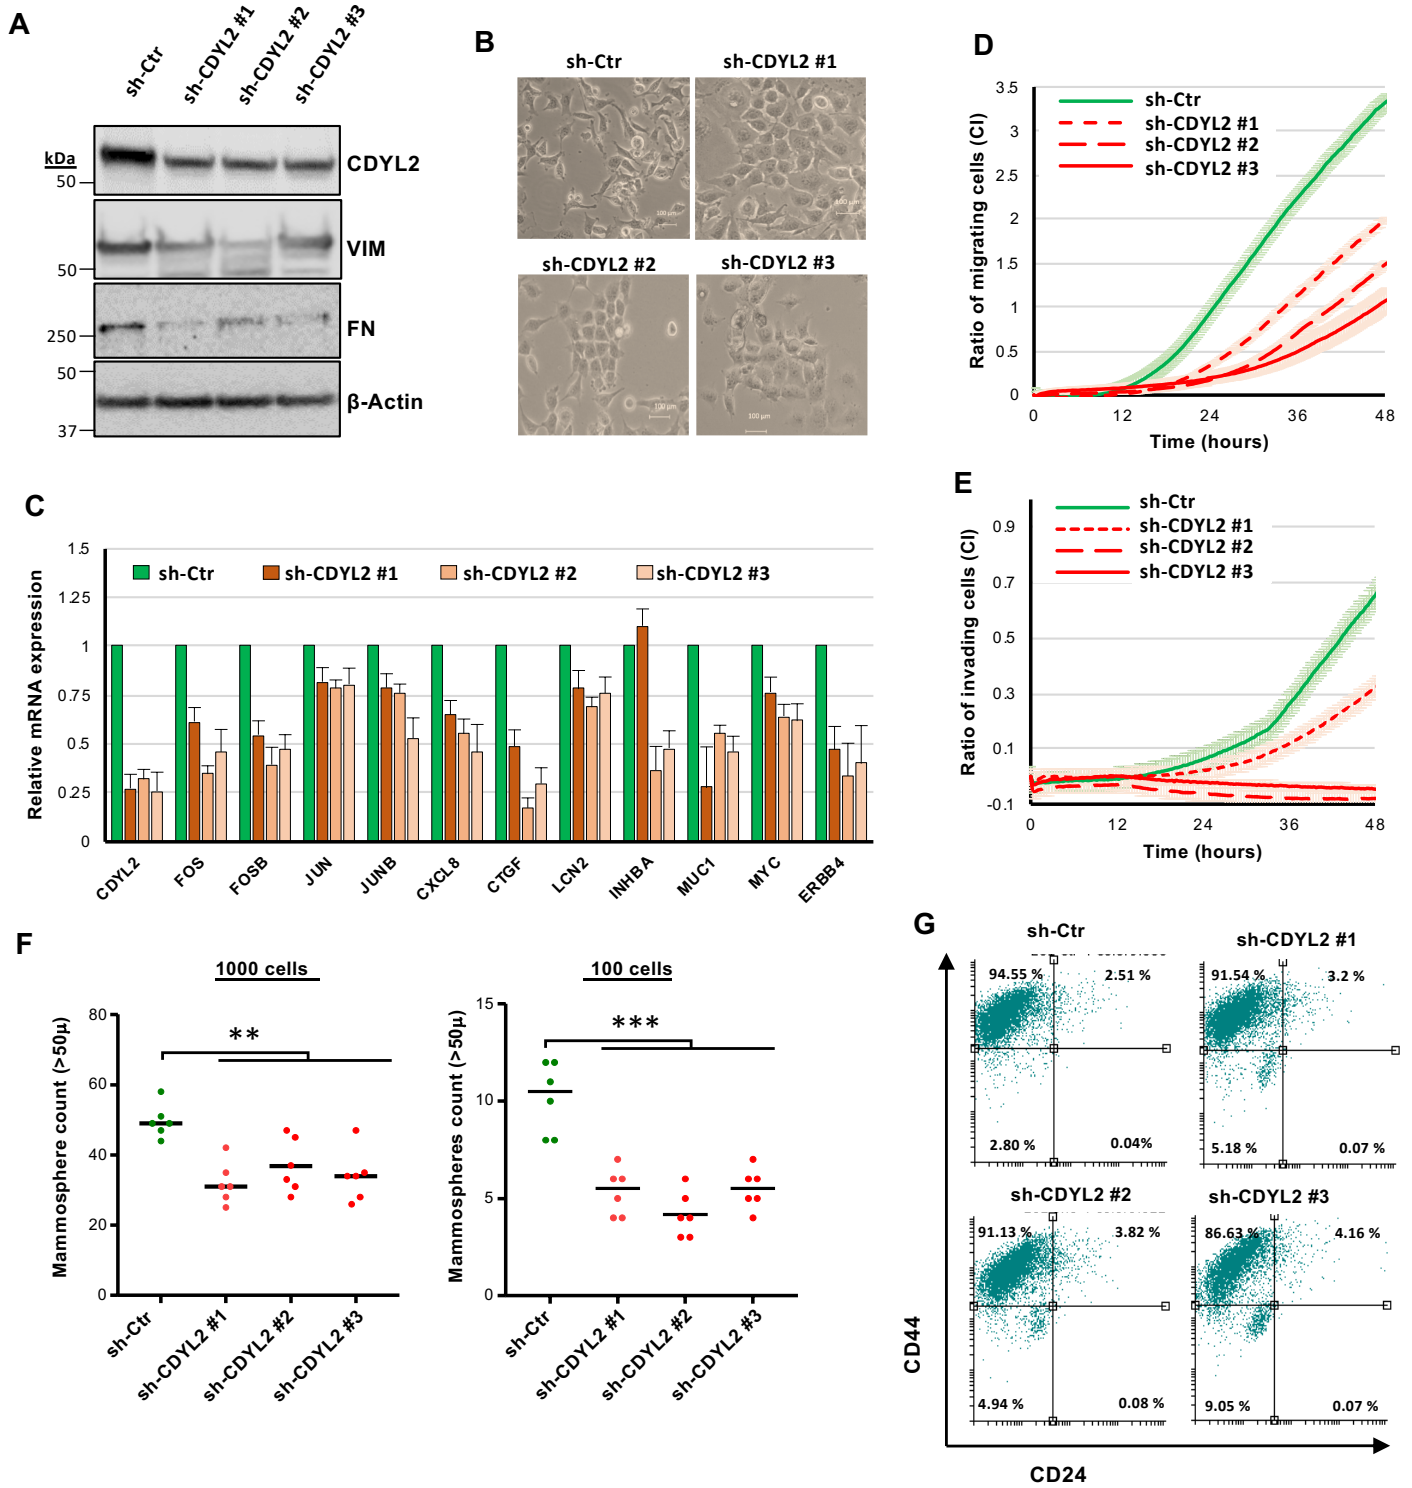 A
sh-Ctr
sh-CDYL2 #1
sh-CDYL2 #2
sh-CDYL2 #3
kDa
50
CDYL2
VIM
50
FN
250
50
β-Actin
37
B
sh-Ctr
sh-CDYL2 #1
100 µm
100 µm
sh-CDYL2 #2
sh-CDYL2 #3
100 µm
100 µm
C
Relative mRNA expression
1.5
1.25
1
0.75
0.5
0.25
0
sh-Ctr
sh-CDYL2 #1
sh-CDYL2 #2
sh-CDYL2 #3
CDYL2
FOS
FOSB
JUN
JUNB
CXCL8
CTGF
LCN2
INHBA
MUC1
MYC
ERBB4
D
Ratio of migrating cells (CI)
3.5
3
2.5
2
1.5
1
0.5
0
sh-Ctr
sh-CDYL2 #1
sh-CDYL2 #2
sh-CDYL2 #3
0 12 24 36 48
Time (hours)
E
Ratio of invading cells (CI)
0.9
0.7
0.5
0.3
0.1
-0.1
sh-Ctr
sh-CDYL2 #1
sh-CDYL2 #2
sh-CDYL2 #3
0 12 24 36 48
Time (hours)
F
1000 cells
Mammosphere count (>50µ)
80
60
40
20
0
**
sh-Ctr
sh-CDYL2 #1
sh-CDYL2 #2
sh-CDYL2 #3
100 cells
Mammospheres count (>50µ)
15
10
5
0
***
sh-Ctr
sh-CDYL2 #1
sh-CDYL2 #2
sh-CDYL2 #3
G
sh-Ctr
94.55 % 2.51 %
2.80 % 0.04%
sh-CDYL2 #1
91.54 % 3.2 %
5.18 % 0.07 %
sh-CDYL2 #2
91.13 % 3.82 %
4.94 % 0.08 %
sh-CDYL2 #3
86.63 % 4.16 %
9.05 % 0.07 %
CD44
CD24